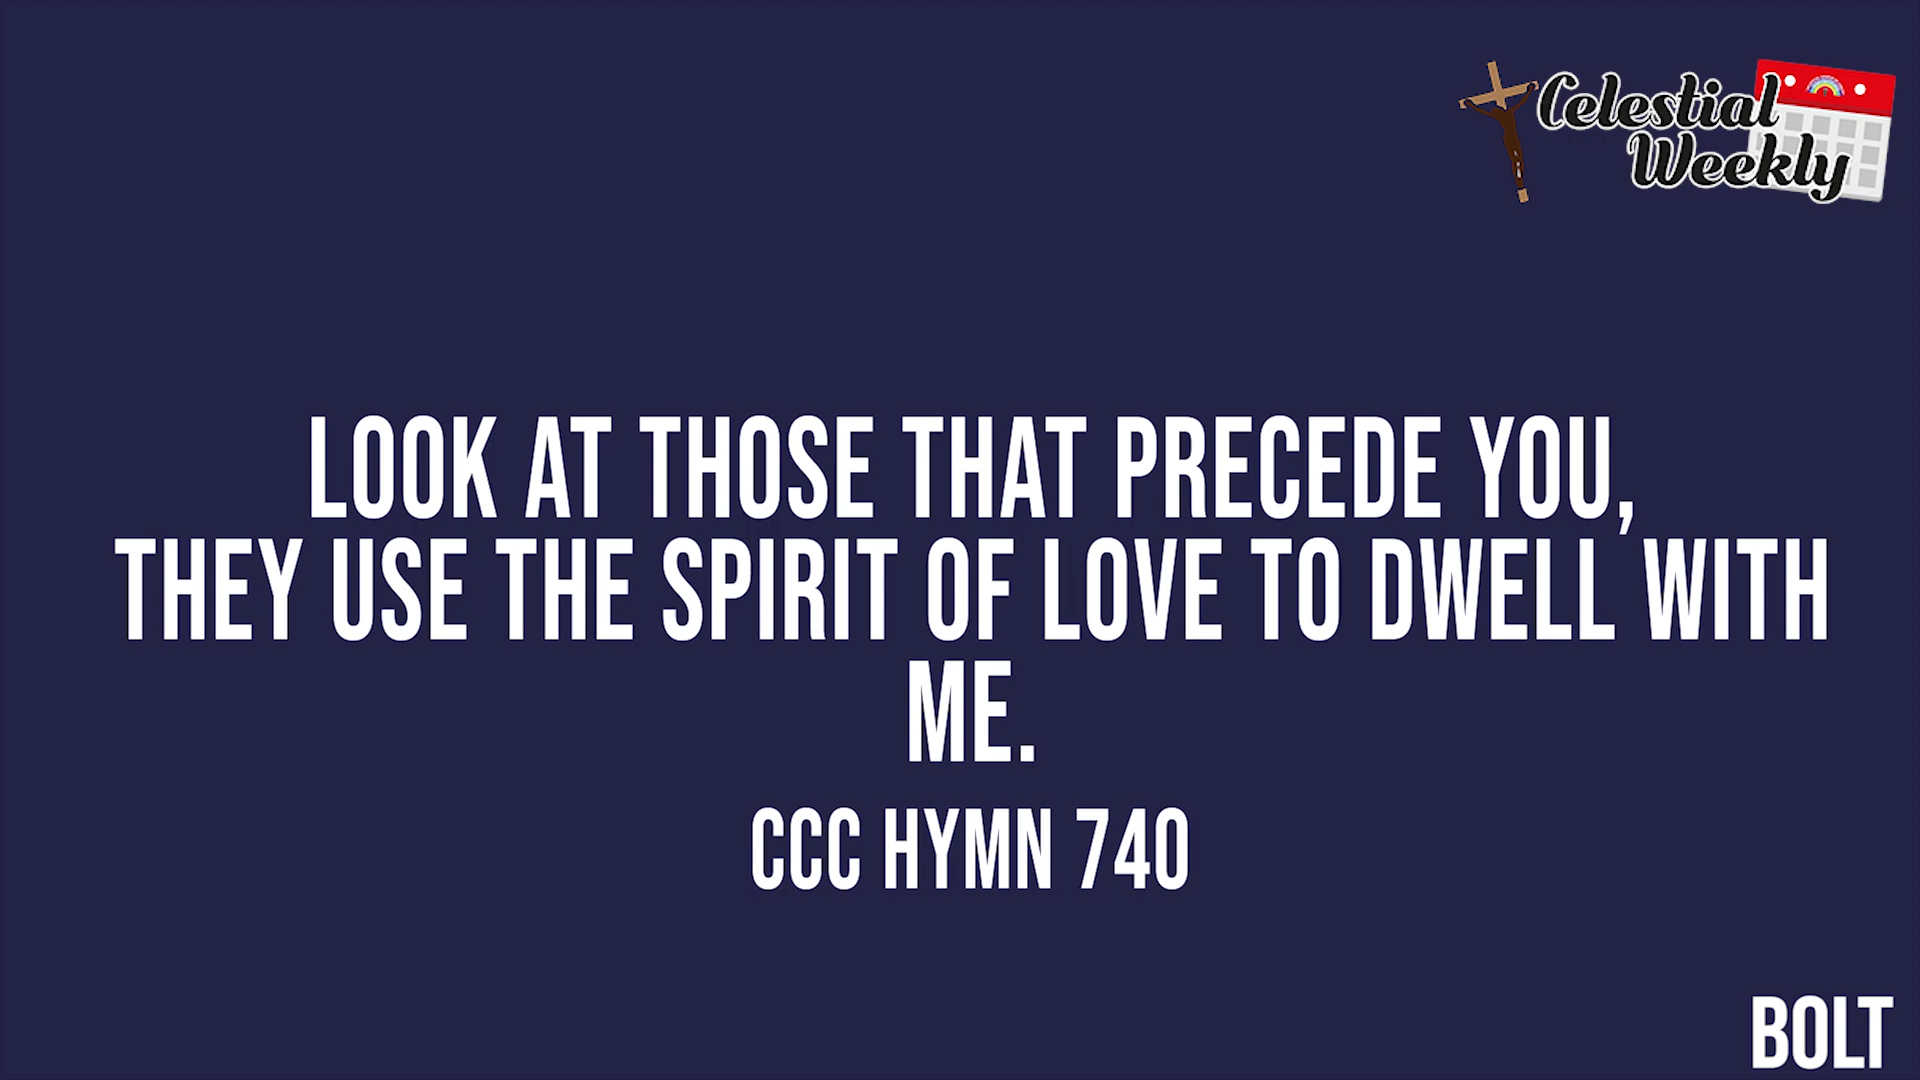 Celestial
Weekly
LOOK AT THOSE THAT PRECEDE YOU,
THEY USE THE SPIRIT OF LOVE TO DWELL WITH
ME.
CCC HYMN 740
BOLT